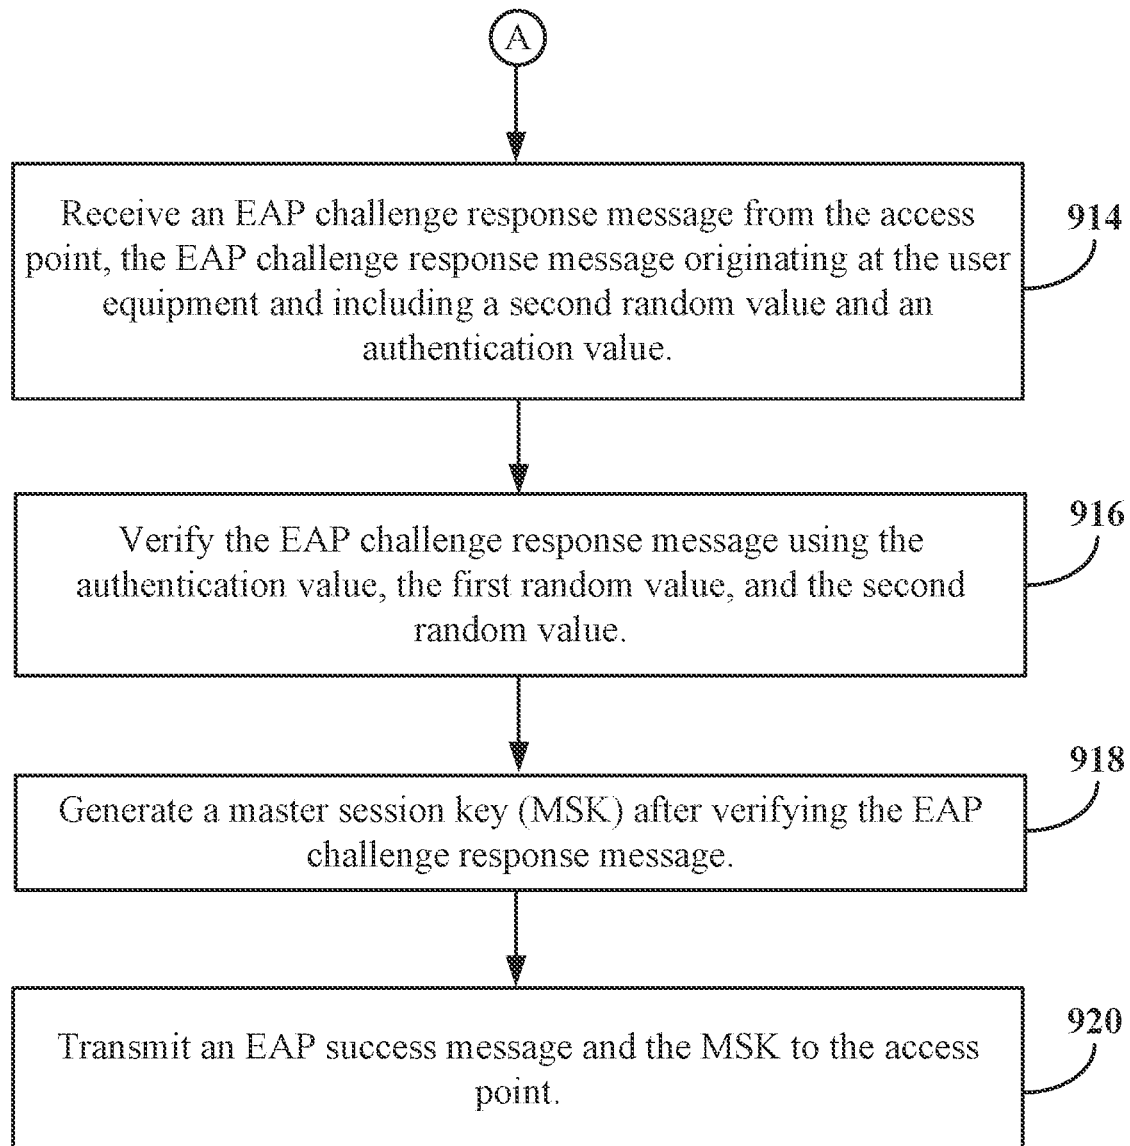 A
Receive an EAP challenge response message from the access
point, the EAP challenge response message originating at the user
equipment and including a second random value and an
authentication value.
914
Verify the EAP challenge response message using the
authentication value, the first random value, and the second
random value.
916
Generate a master session key (MSK) after verifying the EAP
challenge response message.
918
Transmit an EAP success message and the MSK to the access
point.
920